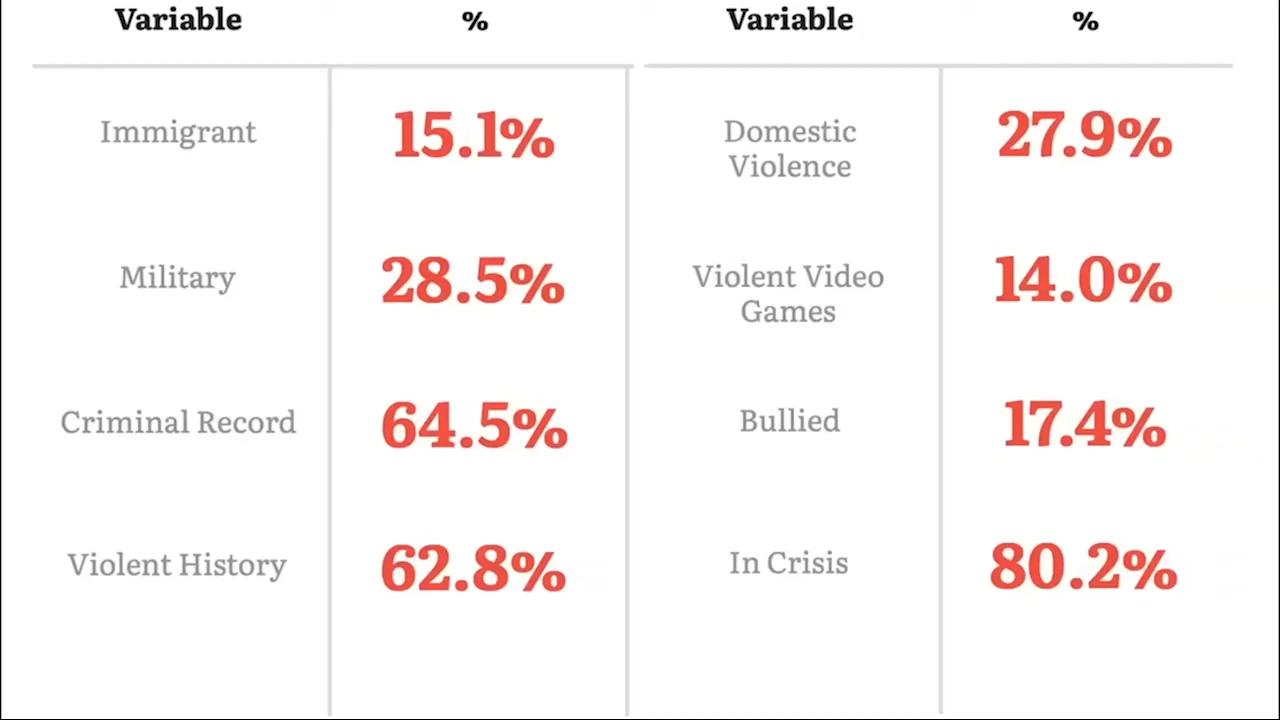 Variable % Variable %
Immigrant 15.1% Domestic
Violence 27.9%
Military 28.5% Violent Video
Games 14.0%
Criminal Record 64.5% Bullied 17.4%
Violent History 62.8% In Crisis 80.2%